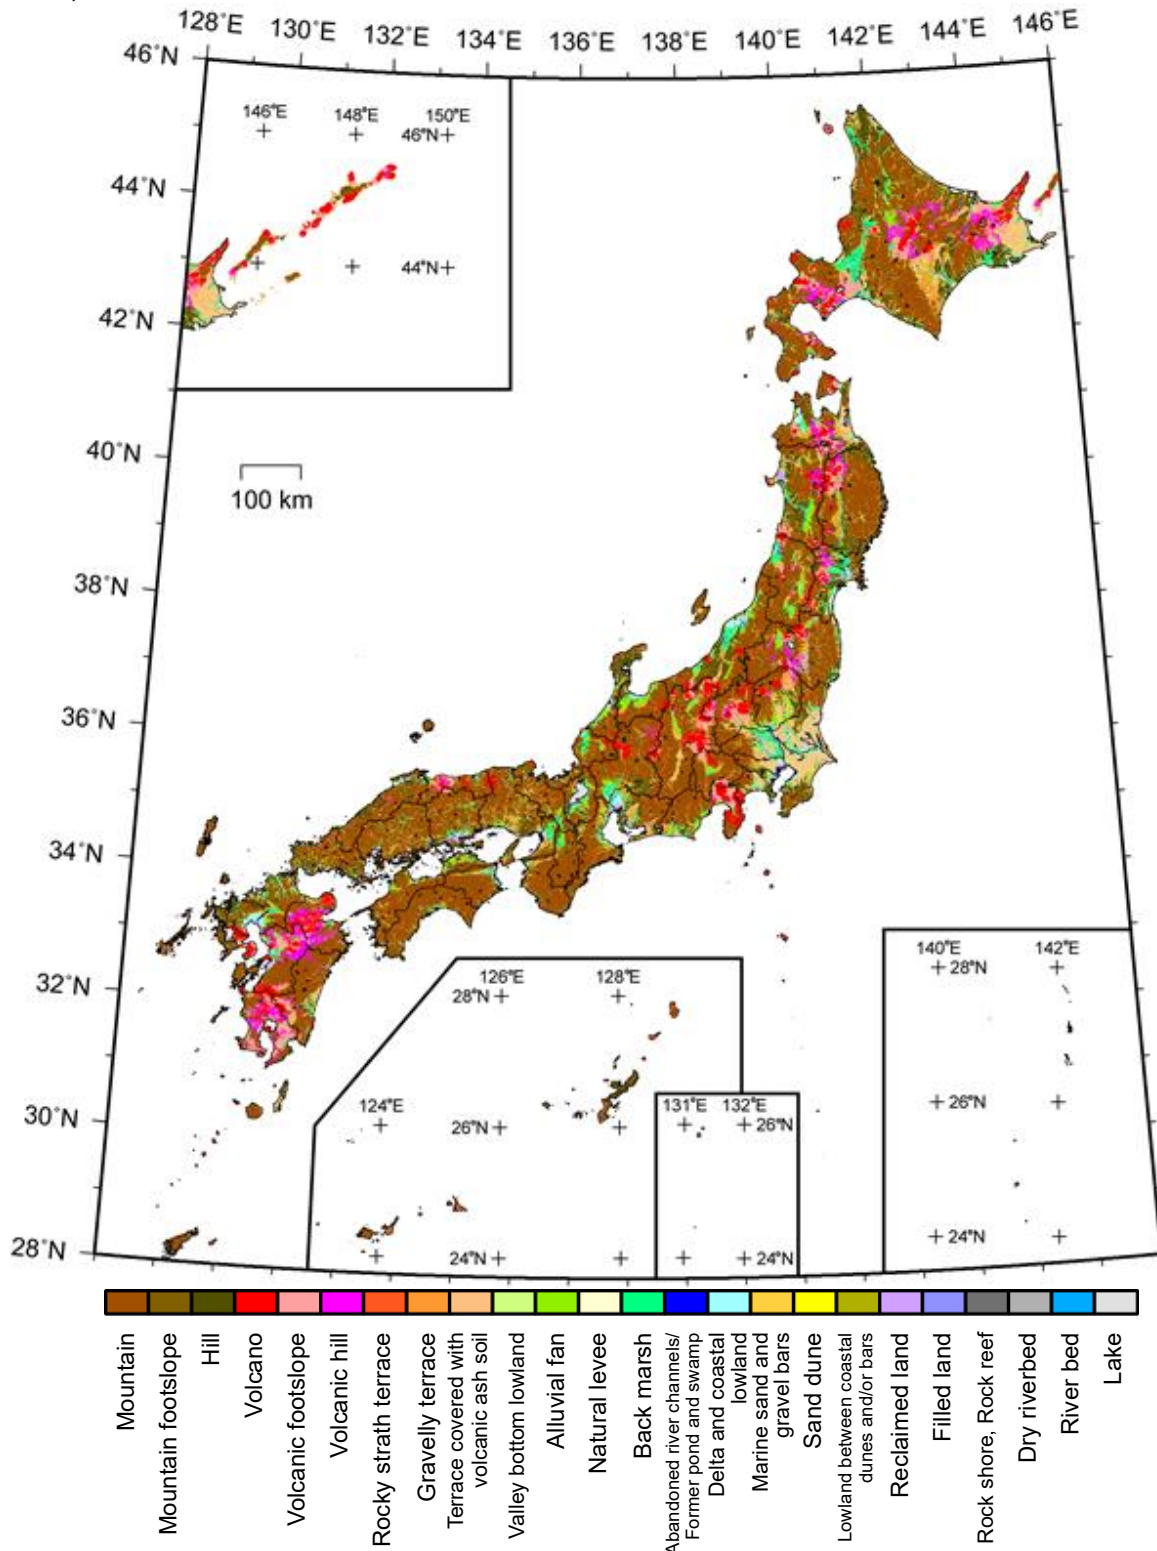 128°E 130°E 132°E 134°E 136°E 138°E 140°E 142°E 144°E 146°E
46°N
44°N
42°N
40°N
38°N
36°N
34°N
32°N
30°N
28°N
146°E 148°E 150°E
46°N
44°N
100 km
126°E 128°E
28°N
124°E
26°N
24°N
131°E 132°E
26°N
24°N
140°E 142°E
28°N
26°N
24°N
Mountain
Mountain footslope
Hill
Volcano
Volcanic footslope
Volcanic hill
Rocky strath terrace
Gravelly terrace
Terrace covered with
volcanic ash soil
Valley bottom lowland
Alluvial fan
Natural levee
Back marsh
Abandoned river channels/
Former pond and swamp
Delta and coastal
lowland
Marine sand and
gravel bars
Sand dune
Lowland between coastal
dunes and/or bars
Reclaimed land
Filled land
Rock shore, Rock reef
Dry riverbed
River bed
Lake